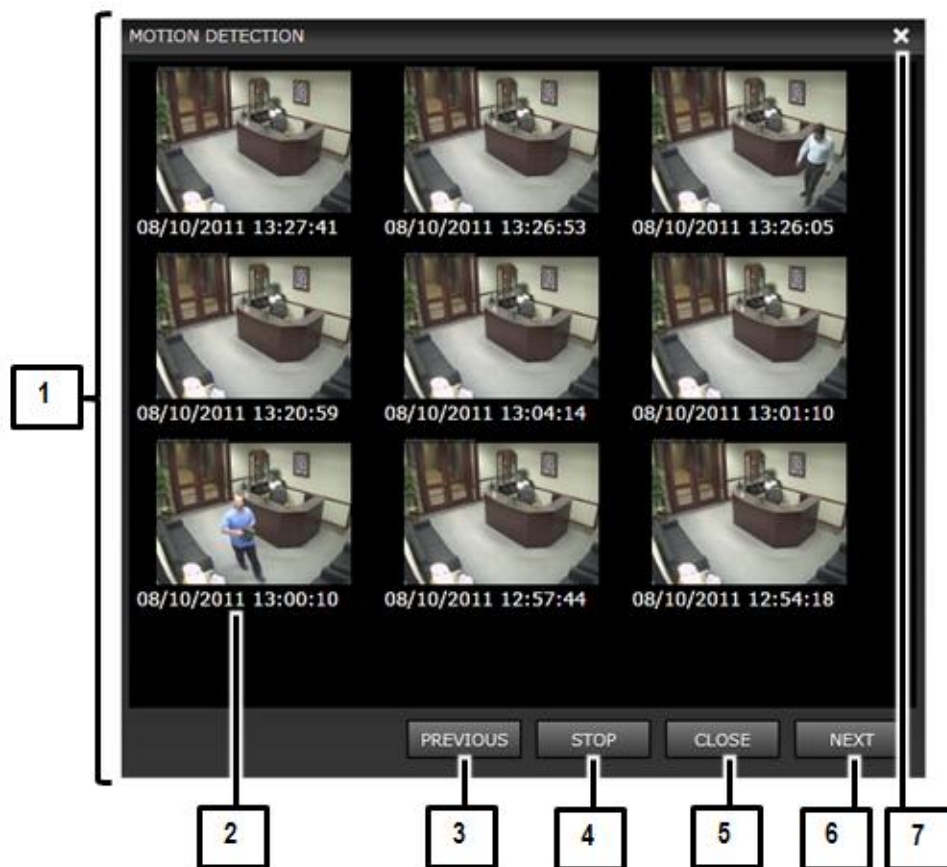 MOTION DETECTION
08/10/2011 13:27:41 08/10/2011 13:26:53 08/10/2011 13:26:05
08/10/2011 13:20:59 08/10/2011 13:04:14 08/10/2011 13:01:10
1
08/10/2011 13:00:10 08/10/2011 12:57:44 08/10/2011 12:54:18
PREVIOUS STOP CLOSE NEXT
2 3 4 5 6 7